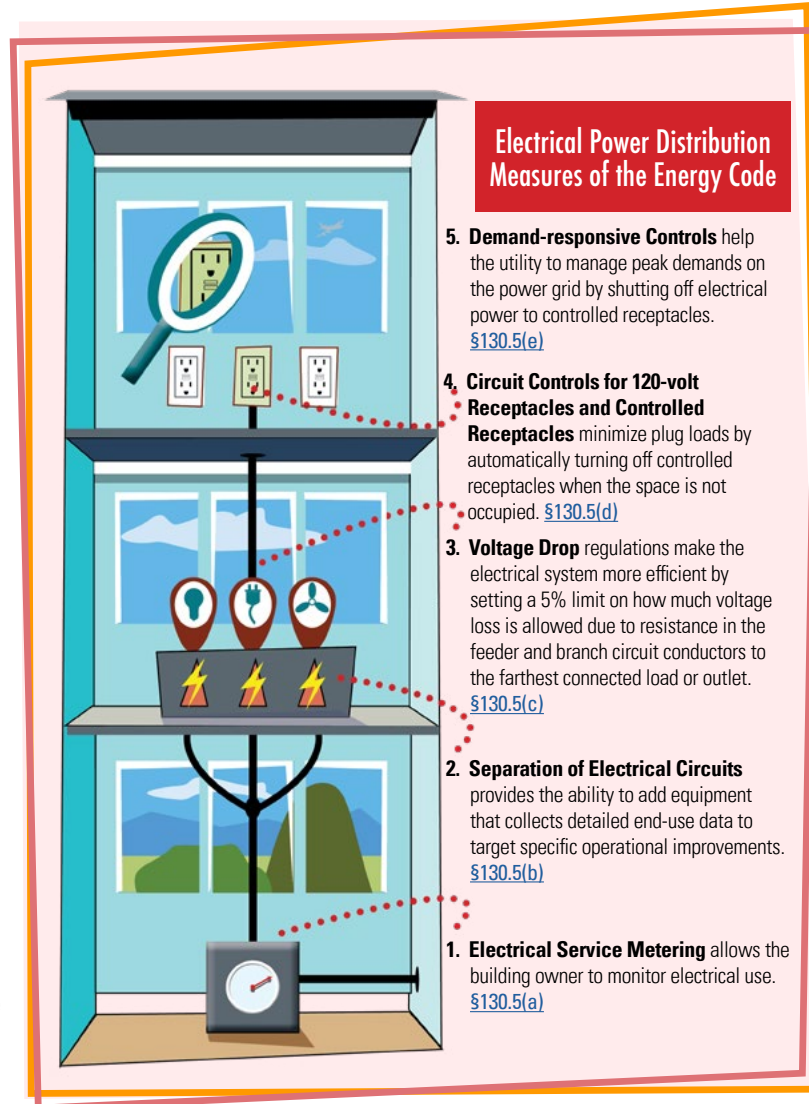 Electrical Power Distribution
Measures of the Energy Code
5. Demand-responsive Controls help
the utility to manage peak demands on
the power grid by shutting off electrical
power to controlled receptacles.
§130.5(e)
4. Circuit Controls for 120-volt
Receptacles and Controlled
Receptacles minimize plug loads by
automatically turning off controlled
receptacles when the space is not
occupied. §130.5(d)
3. Voltage Drop regulations make the
electrical system more efficient by
setting a 5% limit on how much voltage
loss is allowed due to resistance in the
feeder and branch circuit conductors to
the farthest connected load or outlet.
§130.5(c)
2. Separation of Electrical Circuits
provides the ability to add equipment
that collects detailed end-use data to
target specific operational improvements.
§130.5(b)
1. Electrical Service Metering allows the
building owner to monitor electrical use.
§130.5(a)